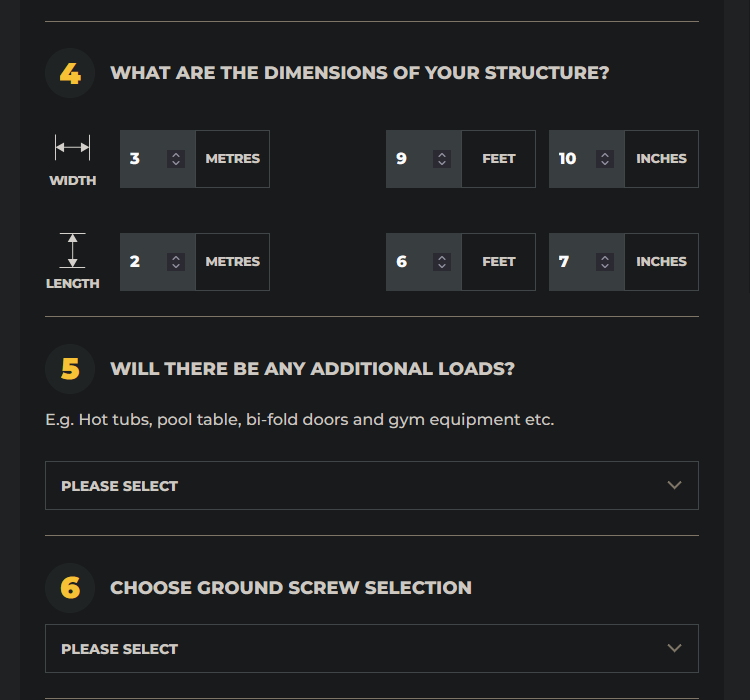 4 WHAT ARE THE DIMENSIONS OF YOUR STRUCTURE?
WIDTH 3 METRES 9 FEET 10 INCHES
LENGTH 2 METRES 6 FEET 7 INCHES
5 WILL THERE BE ANY ADDITIONAL LOADS?
E.g. Hot tubs, pool table, bi-fold doors and gym equipment etc.
PLEASE SELECT
6 CHOOSE GROUND SCREW SELECTION
PLEASE SELECT